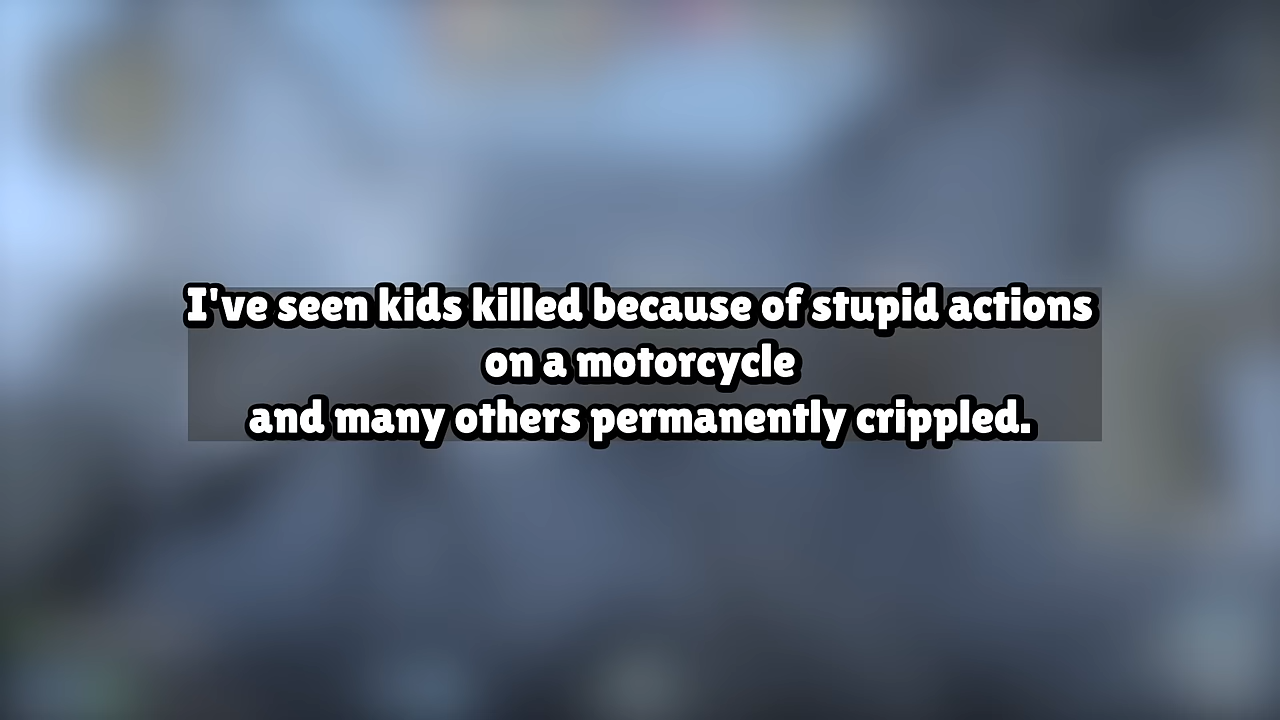 I've seen kids killed because of stupid actions
on a motorcycle
and many others permanently crippled.